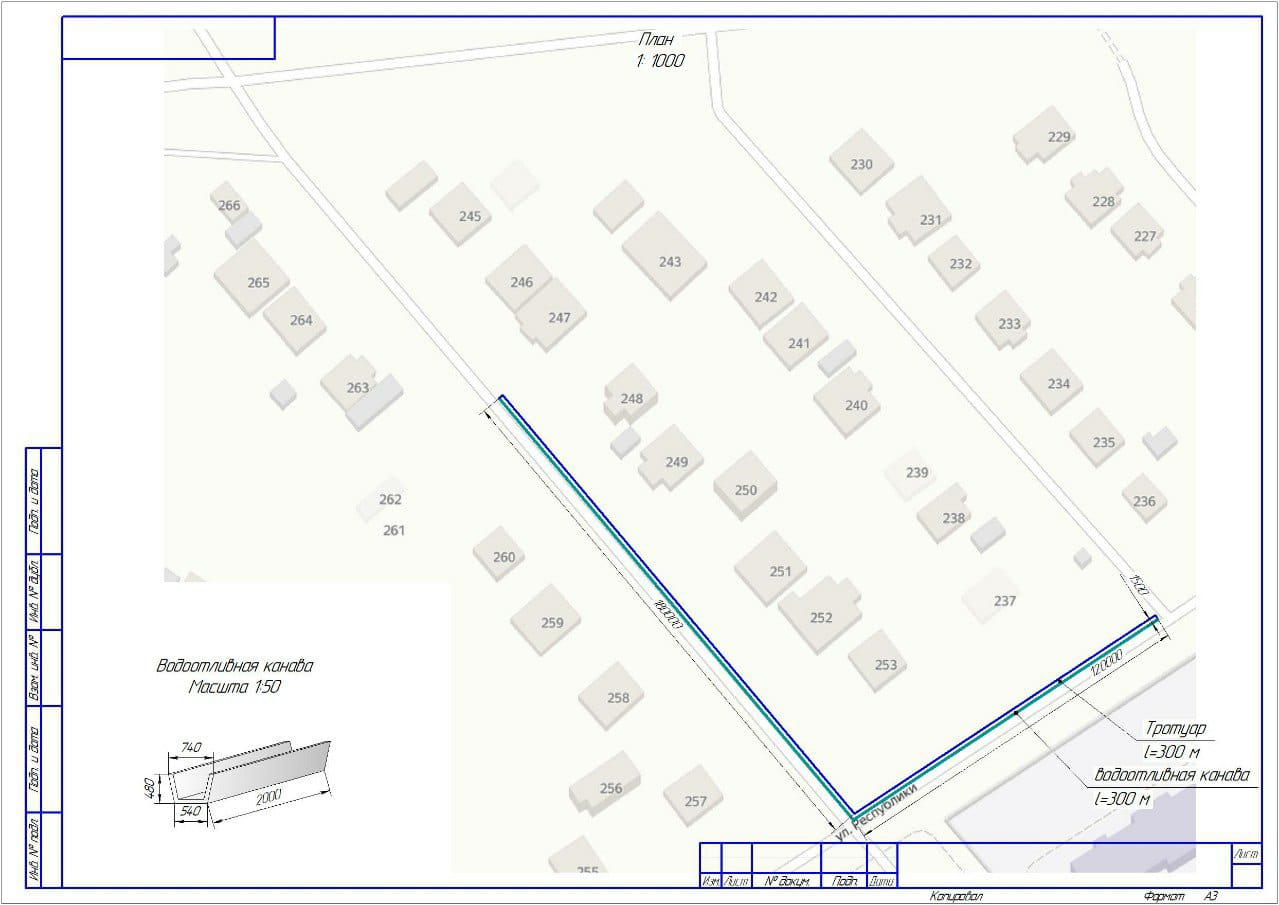 План
1: 1000
229
230
228
266
245
231
227
243
232
265
246
242
264
247
233
241
263
234
248
240
235
249
239
262
250
236
238
261
260
251
237
1500
252
259
180000
253
120000
Водоотливная канава
Масшта 1:50
258
Тротуар
l=300 м
740
водоотливная канава
480
256
257
2000
l=300 м
540
ул. Республики
255
Подп. и дата
Инв. № дубл.
Взам. инв. №
Подп. и дата
Инв. № подл.
Лист
Изм.
Лист
№ докум.
Подп.
Дата
Копировал
Формат
А3